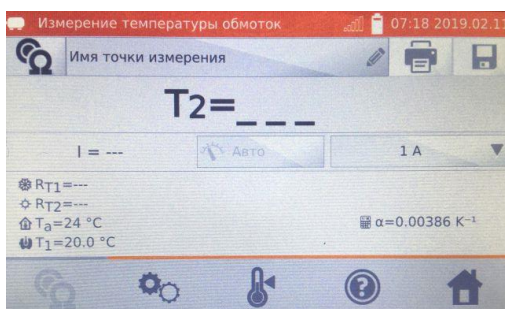 Измерение температуры обмоток 07:18 2019.02.11
Имя точки измерения
T2=_ _ _
I = --- Авто 1 A
RT1=---
RT2=---
Ta=24 °C α=0.00386 K⁻¹
T1=20.0 °C